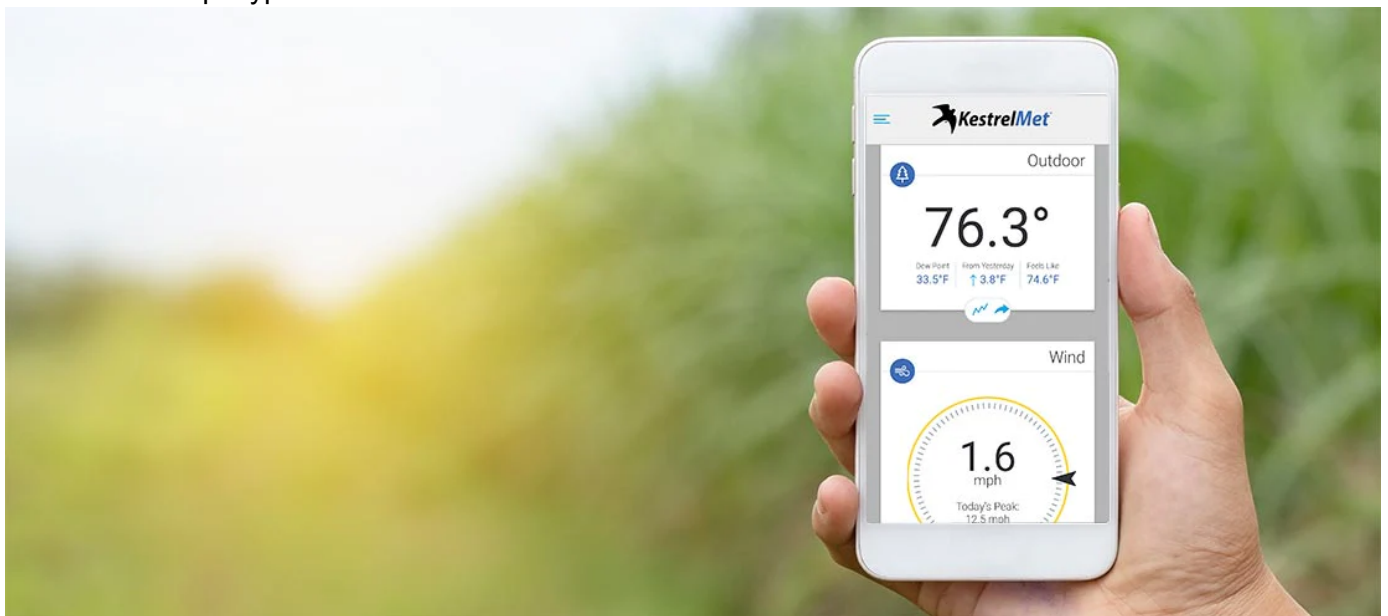 KestrelMet
Outdoor
76.3°
Dew Point From Yesterday Feels Like
33.5°F ↑ 3.8°F 74.6°F
Wind
1.6
mph
Today's Peak:
12.5 mph